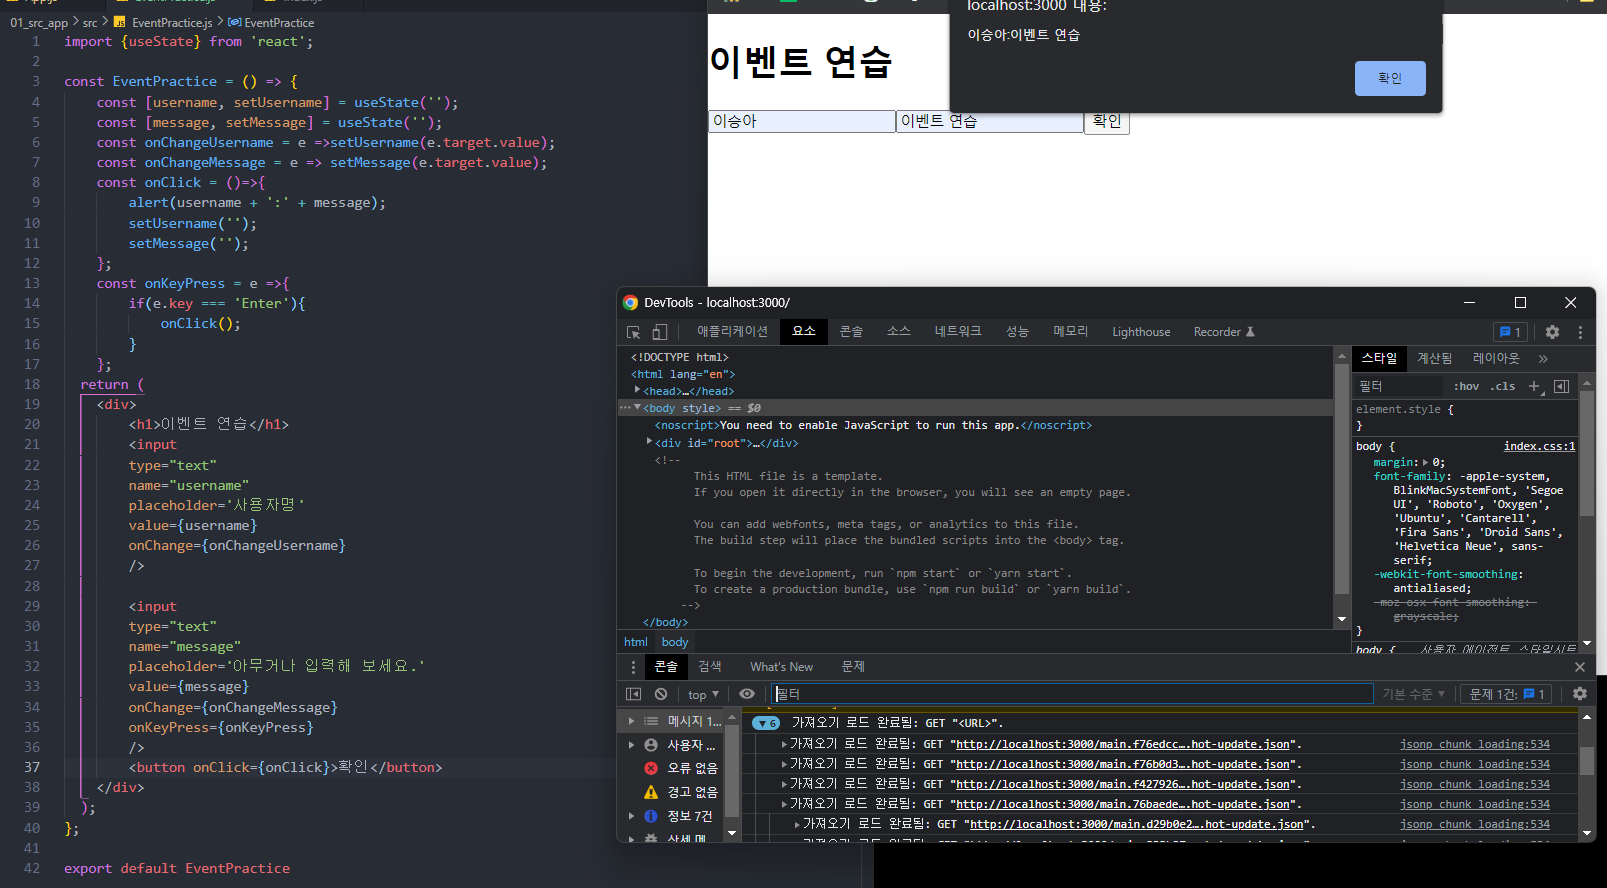 01_src_app > src > JS EventPractice.js > EventPractice
1 import {useState} from 'react';
2
3 const EventPractice = () => {
4 const [username, setUsername] = useState('');
5 const [message, setMessage] = useState('');
6 const onChangeUsername = e =>setUsername(e.target.value);
7 const onChangeMessage = e => setMessage(e.target.value);
8 const onClick = ()=>{
9 alert(username + ':' + message);
10 setUsername('');
11 setMessage('');
12 };
13 const onKeyPress = e =>{
14 if(e.key === 'Enter'){
15 onClick();
16 }
17 };
18 return (
19 <div>
20 <h1>이벤트 연습</h1>
21 <input
22 type="text"
23 name="username"
24 placeholder='사용자명'
25 value={username}
26 onChange={onChangeUsername}
27 />
28
29 <input
30 type="text"
31 name="message"
32 placeholder='아무거나 입력해 보세요.'
33 value={message}
34 onChange={onChangeMessage}
35 onKeyPress={onKeyPress}
36 />
37 <button onClick={onClick}>확인</button>
38 </div>
39 );
40 };
41
42 export default EventPractice
localhost:3000 내용:
이승아:이벤트 연습
확인
이벤트 연습
이승아 이벤트 연습 확인
DevTools - localhost:3000/
애플리케이션 요소 콘솔 소스 네트워크 성능 메모리 Lighthouse Recorder 1
<!DOCTYPE html>
<html lang="en">
<head>…</head>
<body style> == $0
<noscript>You need to enable JavaScript to run this app.</noscript>
<div id="root">…</div>
<!--
This HTML file is a template.
If you open it directly in the browser, you will see an empty page.
You can add webfonts, meta tags, or analytics to this file.
The build step will place the bundled scripts into the <body> tag.
To begin the development, run `npm start` or `yarn start`.
To create a production bundle, use `npm run build` or `yarn build`.
-->
</body>
html body
스타일 계산됨 레이아웃 »
필터 :hov .cls +
element.style {
}
body { index.css:1
margin: 0;
font-family: -apple-system,
BlinkMacSystemFont, 'Segoe
UI', 'Roboto', 'Oxygen',
'Ubuntu', 'Cantarell',
'Fira Sans', 'Droid Sans',
'Helvetica Neue', sans-
serif;
-webkit-font-smoothing:
antialiased;
-moz-osx-font-smoothing:
grayscale;
}
body { 사용자 에이전트 스타일시트
콘솔 검색 What's New 문제
top 필터 기본 수준 문제 1건: 1
메시지 1...
사용자 ...
오류 없음
경고 없음
정보 7건
상세 메
6 가져오기 로드 완료됨: GET "<URL>".
가져오기 로드 완료됨: GET "http://localhost:3000/main.f76edcc….hot-update.json". jsonp chunk loading:534
가져오기 로드 완료됨: GET "http://localhost:3000/main.f76b0d3….hot-update.json". jsonp chunk loading:534
가져오기 로드 완료됨: GET "http://localhost:3000/main.f427926….hot-update.json". jsonp chunk loading:534
가져오기 로드 완료됨: GET "http://localhost:3000/main.76baede….hot-update.json". jsonp chunk loading:534
가져오기 로드 완료됨: GET "http://localhost:3000/main.d29b0e2….hot-update.json". jsonp chunk loading:534